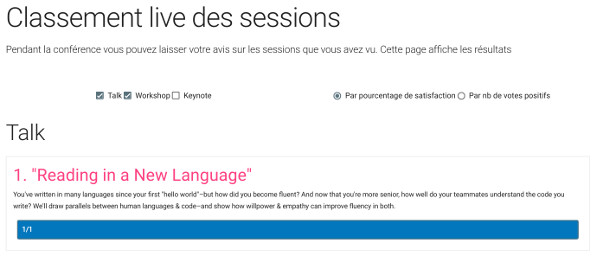 Classement live des sessions
Pendant la conférence vous pouvez laisser votre avis sur les sessions que vous avez vu. Cette page affiche les résultats
Talk Workshop Keynote Par pourcentage de satisfaction Par nb de votes positifs
Talk
1. "Reading in a New Language"
You've written in many languages since your first "hello world"–but how did you become fluent? And now that you're more senior, how well do your teammates understand the code you
write? We'll draw parallels between human languages & code–and show how willpower & empathy can improve fluency in both.
1/1